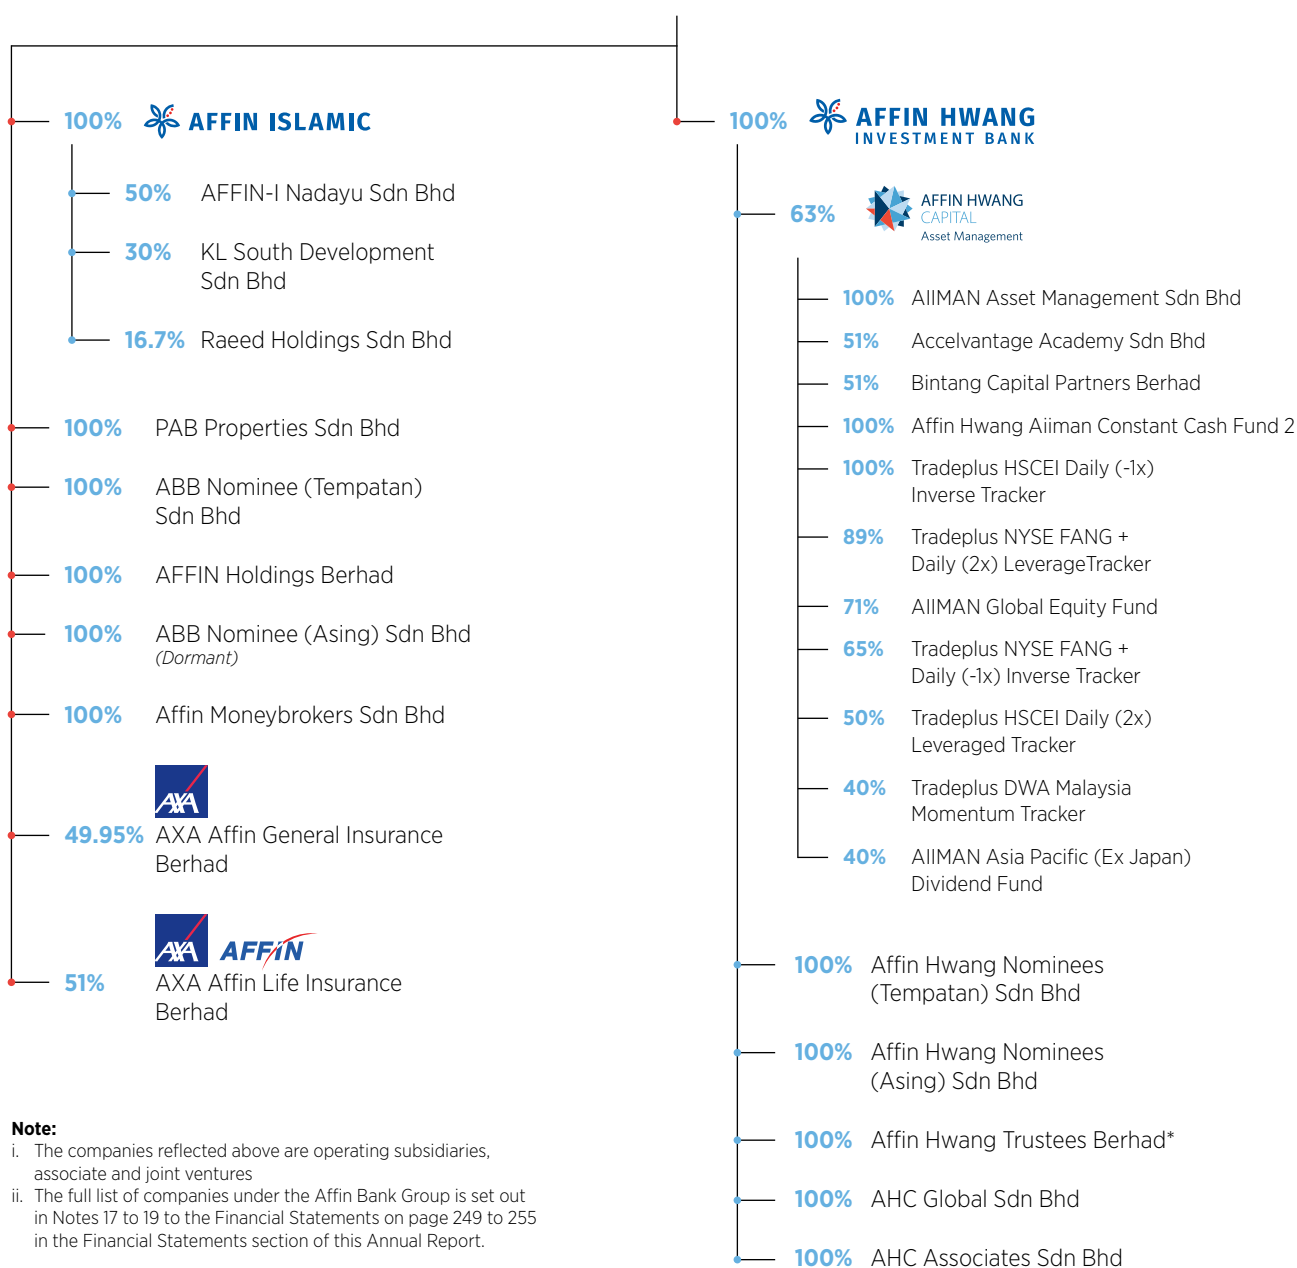 100% AFFIN ISLAMIC
50% AFFIN-I Nadayu Sdn Bhd
30% KL South Development
Sdn Bhd
16.7% Raeed Holdings Sdn Bhd
100% PAB Properties Sdn Bhd
100% ABB Nominee (Tempatan)
Sdn Bhd
100% AFFIN Holdings Berhad
100% ABB Nominee (Asing) Sdn Bhd
(Dormant)
100% Affin Moneybrokers Sdn Bhd
AXA
49.95% AXA Affin General Insurance
Berhad
AXA AFFIN
51% AXA Affin Life Insurance
Berhad
Note:
i. The companies reflected above are operating subsidiaries,
associate and joint ventures
ii. The full list of companies under the Affin Bank Group is set out
in Notes 17 to 19 to the Financial Statements on page 249 to 255
in the Financial Statements section of this Annual Report.
100% AFFIN HWANG
INVESTMENT BANK
63% AFFIN HWANG
CAPITAL
Asset Management
100% AIIMAN Asset Management Sdn Bhd
51% Accelvantage Academy Sdn Bhd
51% Bintang Capital Partners Berhad
100% Affin Hwang Aiiman Constant Cash Fund 2
100% Tradeplus HSCEI Daily (-1x)
Inverse Tracker
89% Tradeplus NYSE FANG +
Daily (2x) LeverageTracker
71% AIIMAN Global Equity Fund
65% Tradeplus NYSE FANG +
Daily (-1x) Inverse Tracker
50% Tradeplus HSCEI Daily (2x)
Leveraged Tracker
40% Tradeplus DWA Malaysia
Momentum Tracker
40% AIIMAN Asia Pacific (Ex Japan)
Dividend Fund
100% Affin Hwang Nominees
(Tempatan) Sdn Bhd
100% Affin Hwang Nominees
(Asing) Sdn Bhd
100% Affin Hwang Trustees Berhad*
100% AHC Global Sdn Bhd
100% AHC Associates Sdn Bhd